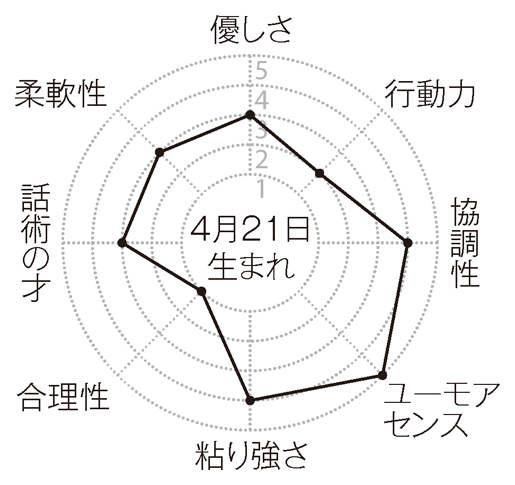 優しさ
行動力
協調性
ユーモア
センス
粘り強さ
合理性
話術の才
柔軟性
5
4
3
2
1
4月21日
生まれ